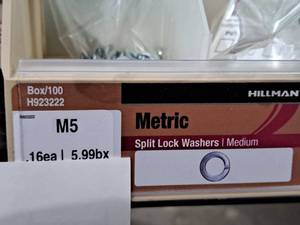 Box/100
H923222
HILLMAN
M5
Metric
.16ea | 5.99bx
Split Lock Washers | Medium